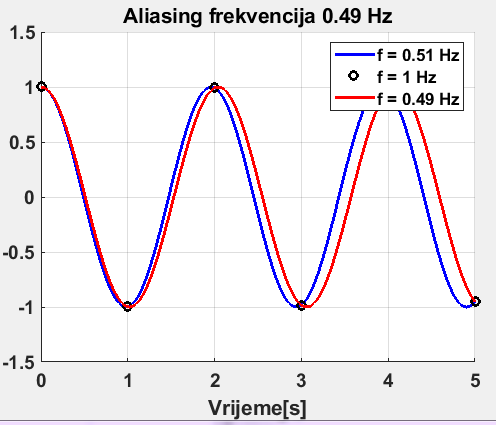 Aliasing frekvencija 0.49 Hz
1.5
1
0.5
0
-0.5
-1
-1.5
f = 0.51 Hz
f = 1 Hz
f = 0.49 Hz
0 1 2 3 4 5
Vrijeme[s]